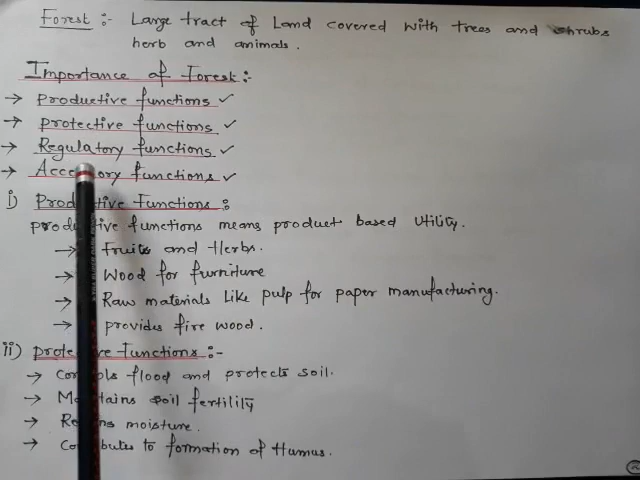 Forest :- Large tract of Land covered with trees and shrubs
herb and animals.
Importance of Forest :-
→ productive functions ✓
→ protective functions ✓
→ Regulatory functions ✓
→ functions ✓
i) Functions :
functions means product based utility.
→ Fruits and Herbs.
→ Wood for furniture
→ Raw materials like pulp for paper manufacturing.
→ provides fire wood.
ii) protective Functions :-
→ flood and protects soil.
→ soil fertility
→ moisture.
→ to formation of Humus.